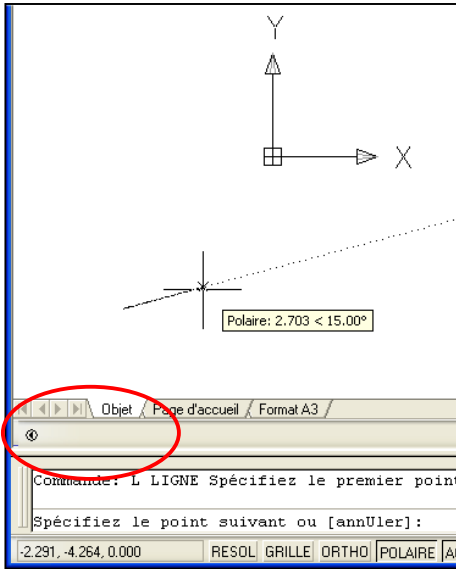 Y
X
Polaire: 2.703 < 15.00°
Objet Page d'accueil Format A3
Commande: L LIGNE Spécifiez le premier point
Spécifiez le point suivant ou [annUler]:
-2.291, -4.264, 0.000 RESOL GRILLE ORTHO POLAIRE